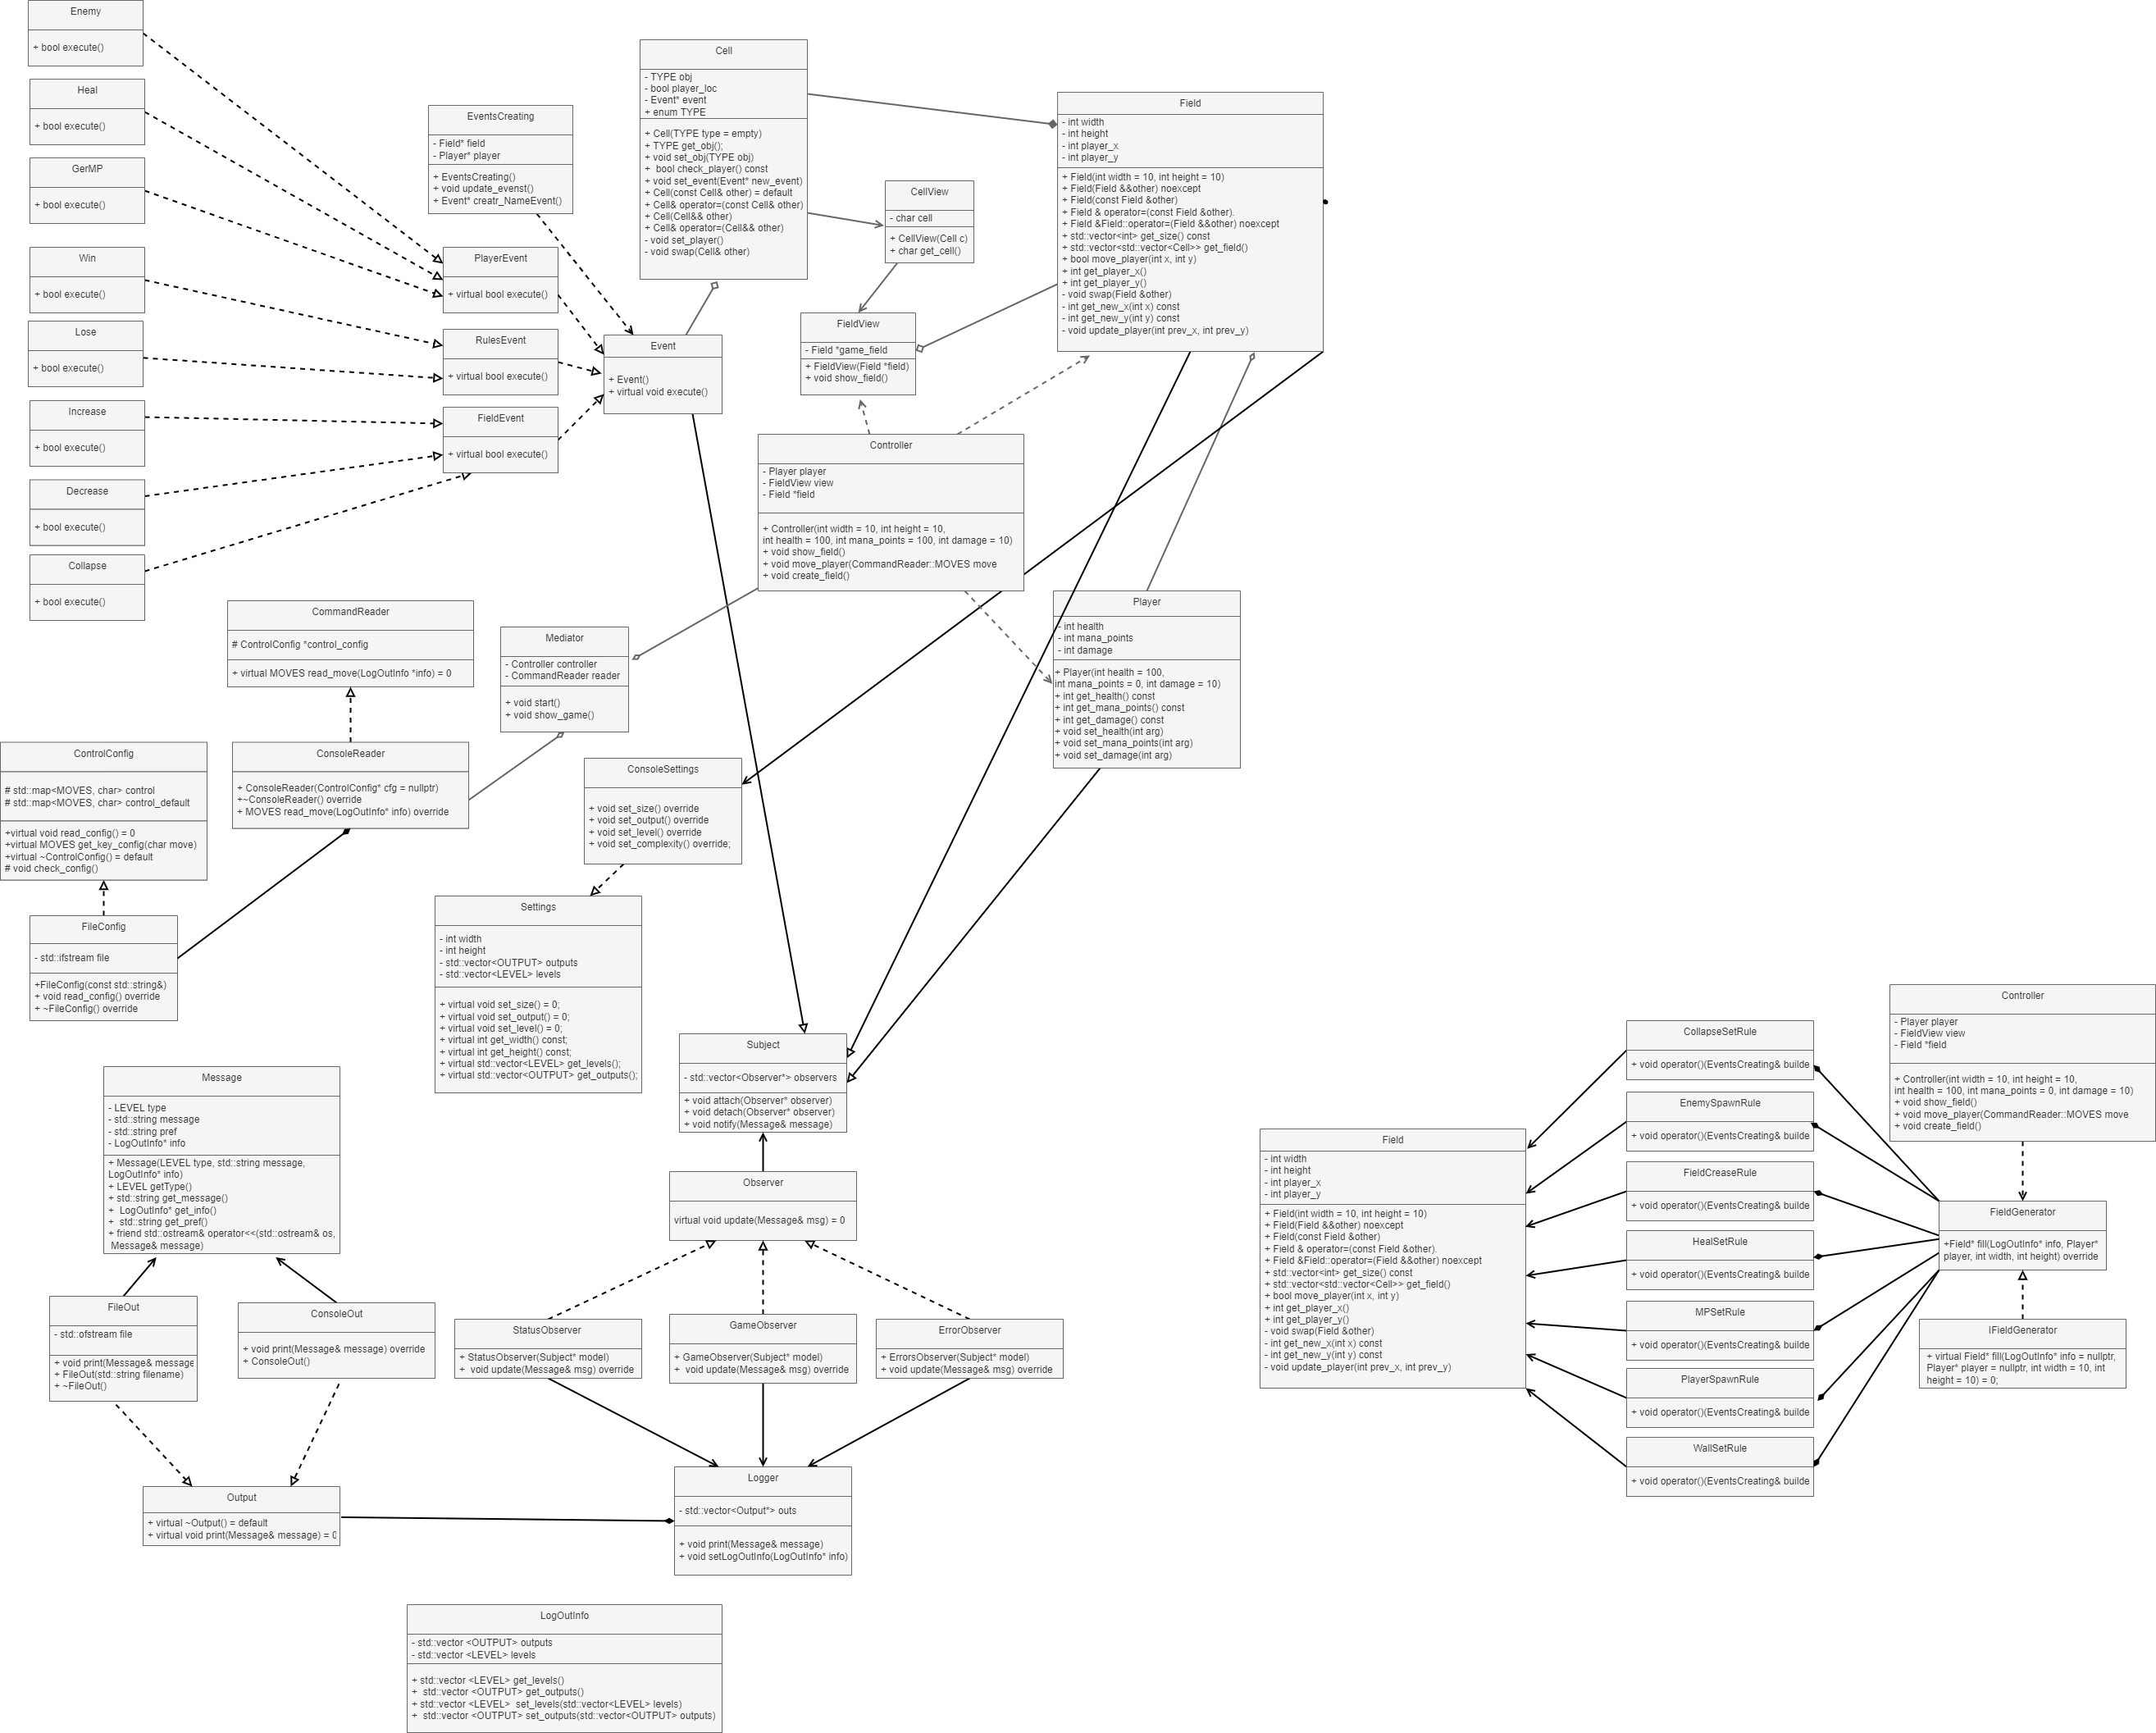 Enemy
+ bool execute()
Heal
+ bool execute()
GerMP
+ bool execute()
Win
+ bool execute()
Lose
+ bool execute()
Increase
+ bool execute()
Decrease
+ bool execute()
Collapse
+ bool execute()
EventsCreating
- Field* field
- Player* player
+ EventsCreating()
+ void update_evenst()
+ Event* creatr_NameEvent()
PlayerEvent
+ virtual bool execute()
RulesEvent
+ virtual bool execute()
FieldEvent
+ virtual bool execute()
Event
+ Event()
+ virtual void execute()
Cell
- TYPE obj
- bool player_loc
- Event* event
+ enum TYPE
+ Cell(TYPE type = empty)
+ TYPE get_obj();
+ void set_obj(TYPE obj)
+  bool check_player() const
+ void set_event(Event* new_event)
+ Cell(const Cell& other) = default
+ Cell& operator=(const Cell& other)
+ Cell(Cell&& other)
+ Cell& operator=(Cell&& other)
- void set_player()
- void swap(Cell& other)
CellView
- char cell
+ CellView(Cell c)
+ char get_cell()
FieldView
- Field *game_field
+ FieldView(Field *field)
+ void show_field()
Field
- int width
- int height
- int player_x
- int player_y
+ Field(int width = 10, int height = 10)
+ Field(Field &&other) noexcept
+ Field(const Field &other)
+ Field & operator=(const Field &other).
+ Field &Field::operator=(Field &&other) noexcept
+ std::vector<int> get_size() const
+ std::vector<std::vector<Cell>> get_field()
+ bool move_player(int x, int y)
+ int get_player_x()
+ int get_player_y()
- void swap(Field &other)
- int get_new_x(int x) const
- int get_new_y(int y) const
- void update_player(int prev_x, int prev_y)
Controller
- Player player
- FieldView view
- Field *field
+ Controller(int width = 10, int height = 10,
int health = 100, int mana_points = 100, int damage = 10)
+ void show_field()
+ void move_player(CommandReader::MOVES move
+ void create_field()
Player
- int health
- int mana_points
- int damage
+ Player(int health = 100,
int mana_points = 0, int damage = 10)
+ int get_health() const
+ int get_mana_points() const
+ int get_damage() const
+ void set_health(int arg)
+ void set_mana_points(int arg)
+ void set_damage(int arg)
CommandReader
# ControlConfig *control_config
+ virtual MOVES read_move(LogOutInfo *info) = 0
Mediator
- Controller controller
- CommandReader reader
+ void start()
+ void show_game()
ControlConfig
# std::map<MOVES, char> control
# std::map<MOVES, char> control_default
+virtual void read_config() = 0
+virtual MOVES get_key_config(char move)
+virtual ~ControlConfig() = default
# void check_config()
ConsoleReader
+ ConsoleReader(ControlConfig* cfg = nullptr)
+~ConsoleReader() override
+ MOVES read_move(LogOutInfo* info) override
ConsoleSettings
+ void set_size() override
+ void set_output() override
+ void set_level() override
+ void set_complexity() override;
FileConfig
- std::ifstream file
+FileConfig(const std::string&)
+ void read_config() override
+ ~FileConfig() override
Settings
- int width
- int height
- std::vector<OUTPUT> outputs
- std::vector<LEVEL> levels
+ virtual void set_size() = 0;
+ virtual void set_output() = 0;
+ virtual void set_level() = 0;
+ virtual int get_width() const;
+ virtual int get_height() const;
+ virtual std::vector<LEVEL> get_levels();
+ virtual std::vector<OUTPUT> get_outputs();
Subject
- std::vector<Observer*> observers
+ void attach(Observer* observer)
+ void detach(Observer* observer)
+ void notify(Message& message)
Message
- LEVEL type
- std::string message
- std::string pref
- LogOutInfo* info
+ Message(LEVEL type, std::string message,
LogOutInfo* info)
+ LEVEL getType()
+ std::string get_message()
+  LogOutInfo* get_info()
+  std::string get_pref()
+ friend std::ostream& operator<<(std::ostream& os,
Message& message)
Observer
virtual void update(Message& msg) = 0
FileOut
- std::ofstream file
+ void print(Message& message
+ FileOut(std::string filename)
+ ~FileOut()
ConsoleOut
+ void print(Message& message) override
+ ConsoleOut()
StatusObserver
+ StatusObserver(Subject* model)
+  void update(Message& msg) override
GameObserver
+ GameObserver(Subject* model)
+  void update(Message& msg) override
ErrorObserver
+ ErrorsObserver(Subject* model)
+ void update(Message& msg) override
Output
+ virtual ~Output() = default
+ virtual void print(Message& message) = 0
Logger
- std::vector<Output*> outs
+ void print(Message& message)
+ void setLogOutInfo(LogOutInfo* info)
LogOutInfo
- std::vector <OUTPUT> outputs
- std::vector <LEVEL> levels
+ std::vector <LEVEL> get_levels()
+  std::vector <OUTPUT> get_outputs()
+ std::vector <LEVEL>  set_levels(std::vector<LEVEL> levels)
+  std::vector <OUTPUT> set_outputs(std::vector<OUTPUT> outputs)
Field
- int width
- int height
- int player_x
- int player_y
+ Field(int width = 10, int height = 10)
+ Field(Field &&other) noexcept
+ Field(const Field &other)
+ Field & operator=(const Field &other).
+ Field &Field::operator=(Field &&other) noexcept
+ std::vector<int> get_size() const
+ std::vector<std::vector<Cell>> get_field()
+ bool move_player(int x, int y)
+ int get_player_x()
+ int get_player_y()
- void swap(Field &other)
- int get_new_x(int x) const
- int get_new_y(int y) const
- void update_player(int prev_x, int prev_y)
CollapseSetRule
+ void operator()(EventsCreating& builde
EnemySpawnRule
+ void operator()(EventsCreating& builde
FieldCreaseRule
+ void operator()(EventsCreating& builde
HealSetRule
+ void operator()(EventsCreating& builde
MPSetRule
+ void operator()(EventsCreating& builde
PlayerSpawnRule
+ void operator()(EventsCreating& builde
WallSetRule
+ void operator()(EventsCreating& builde
Controller
- Player player
- FieldView view
- Field *field
+ Controller(int width = 10, int height = 10,
int health = 100, int mana_points = 0, int damage = 10)
+ void show_field()
+ void move_player(CommandReader::MOVES move
+ void create_field()
FieldGenerator
+Field* fill(LogOutInfo* info, Player*
player, int width, int height) override
IFieldGenerator
+ virtual Field* fill(LogOutInfo* info = nullptr,
Player* player = nullptr, int width = 10, int
height = 10) = 0;